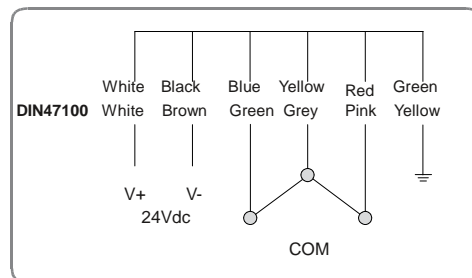 White Black Blue Yellow Red Green
DIN47100 White Brown Green Grey Pink Yellow
V+ V-
24Vdc
COM